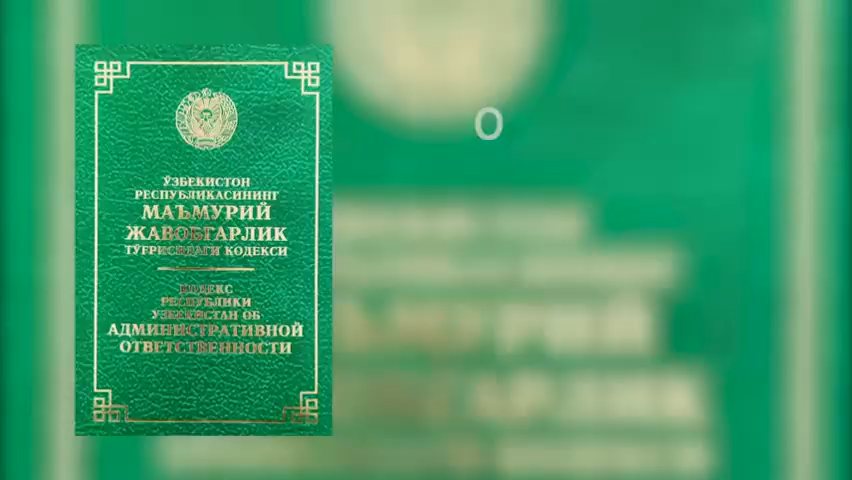 ЎЗБЕКИСТОН
РЕСПУБЛИКАСИНИНГ
МАЪМУРИЙ
ЖАВОБГАРЛИК
ТЎҒРИСИДАГИ КОДЕКСИ
КОДЕКС
РЕСПУБЛИКИ
УЗБЕКИСТАН ОБ
АДМИНИСТРАТИВНОЙ
ОТВЕТСТВЕННОСТИ
О